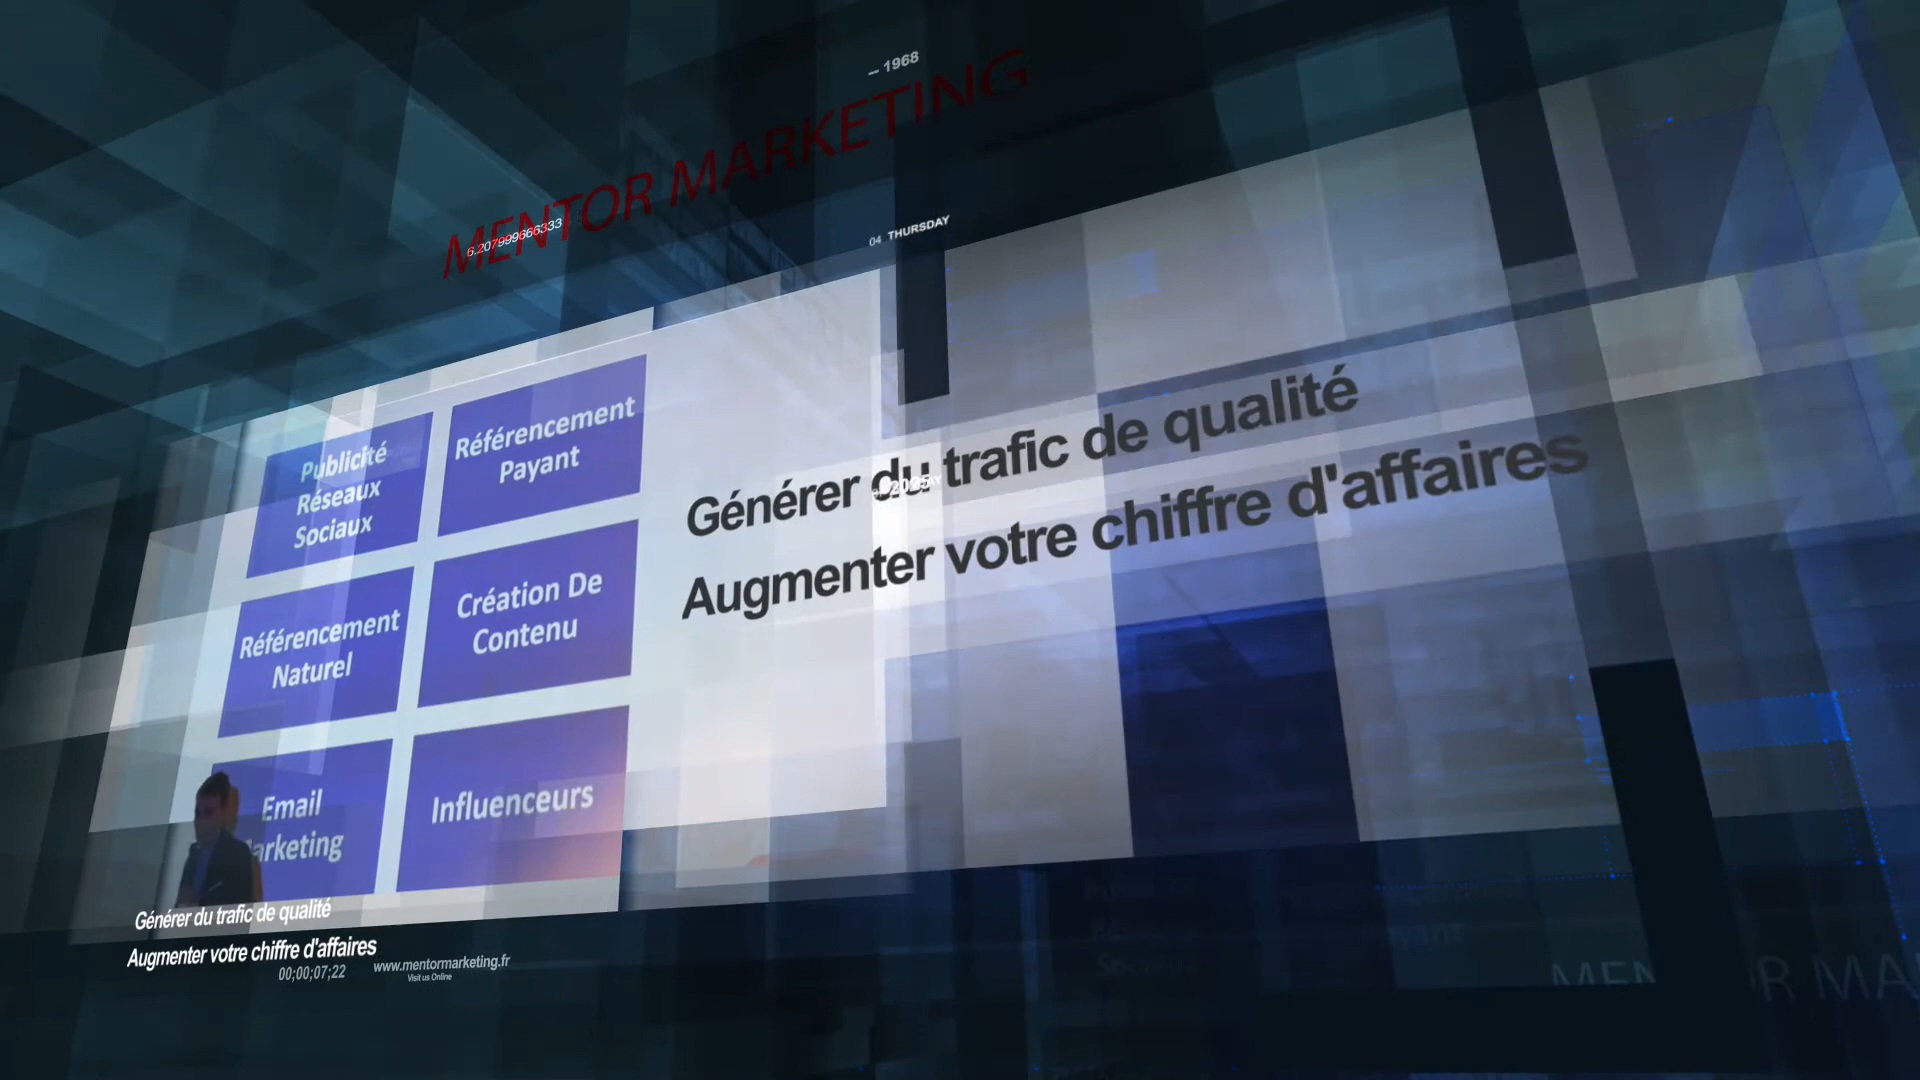 – 1968
MENTOR MARKETING
6.207999666333
04 THURSDAY
Publicité
Réseaux
Sociaux
Référencement
Payant
Référencement
Naturel
Création De
Contenu
Email
Marketing
Influenceurs
Générer du trafic de qualité
Augmenter votre chiffre d'affaires
Générer du trafic de qualité
Augmenter votre chiffre d'affaires
00;00;07;22
www.mentormarketing.fr
Visit us Online